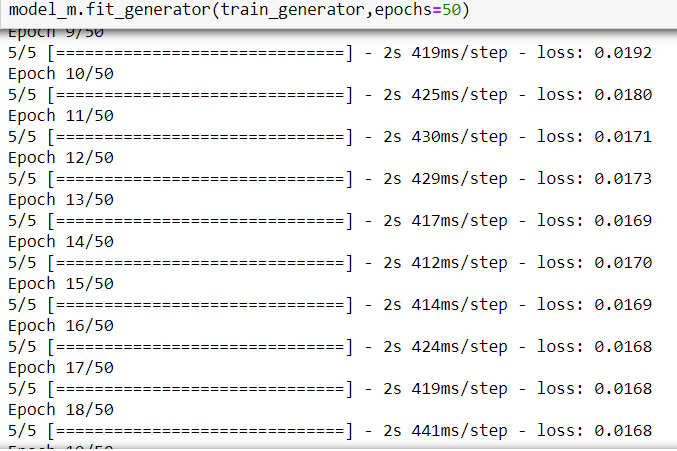 model_m.fit_generator(train_generator,epochs=50)
Epoch 9/50
5/5 [==============================] - 2s 419ms/step - loss: 0.0192
Epoch 10/50
5/5 [==============================] - 2s 425ms/step - loss: 0.0180
Epoch 11/50
5/5 [==============================] - 2s 430ms/step - loss: 0.0171
Epoch 12/50
5/5 [==============================] - 2s 429ms/step - loss: 0.0173
Epoch 13/50
5/5 [==============================] - 2s 417ms/step - loss: 0.0169
Epoch 14/50
5/5 [==============================] - 2s 412ms/step - loss: 0.0170
Epoch 15/50
5/5 [==============================] - 2s 414ms/step - loss: 0.0169
Epoch 16/50
5/5 [==============================] - 2s 424ms/step - loss: 0.0168
Epoch 17/50
5/5 [==============================] - 2s 419ms/step - loss: 0.0168
Epoch 18/50
5/5 [==============================] - 2s 441ms/step - loss: 0.0168